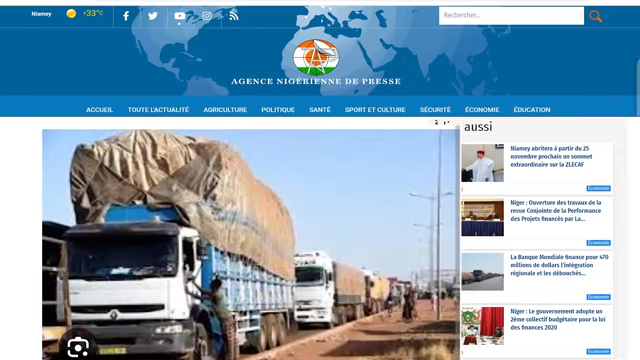 Niamey +33°C
Rechercher...
AGENCE NIGÉRIENNE DE PRESSE
ACCUEIL TOUTE L'ACTUALITÉ AGRICULTURE POLITIQUE SANTÉ SPORT ET CULTURE SÉCURITÉ ÉCONOMIE ÉDUCATION
aussi
Niamey abritera à partir du 25
novembre prochain un sommet
extraordinaire sur la ZLECAF
Économie
Niger : Ouverture des travaux de la
revue Conjointe de la Performance
des Projets financés par La...
Économie
La Banque Mondiale finance pour 470
millions de dollars l'intégration
régionale et les débouchés...
Économie
Niger : Le gouvernement adopte un
2ème collectif budgétaire pour la loi
des finances 2020
Économie